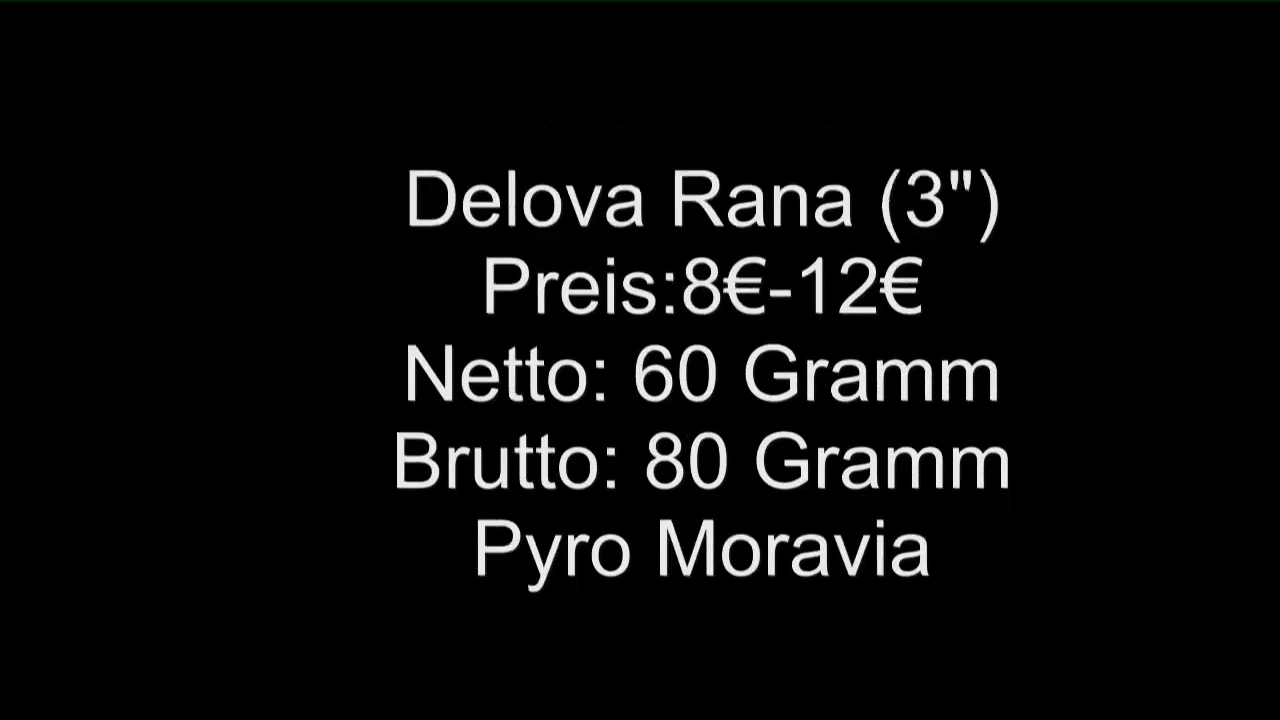 Delova Rana (3")
Preis:8€-12€
Netto: 60 Gramm
Brutto: 80 Gramm
Pyro Moravia